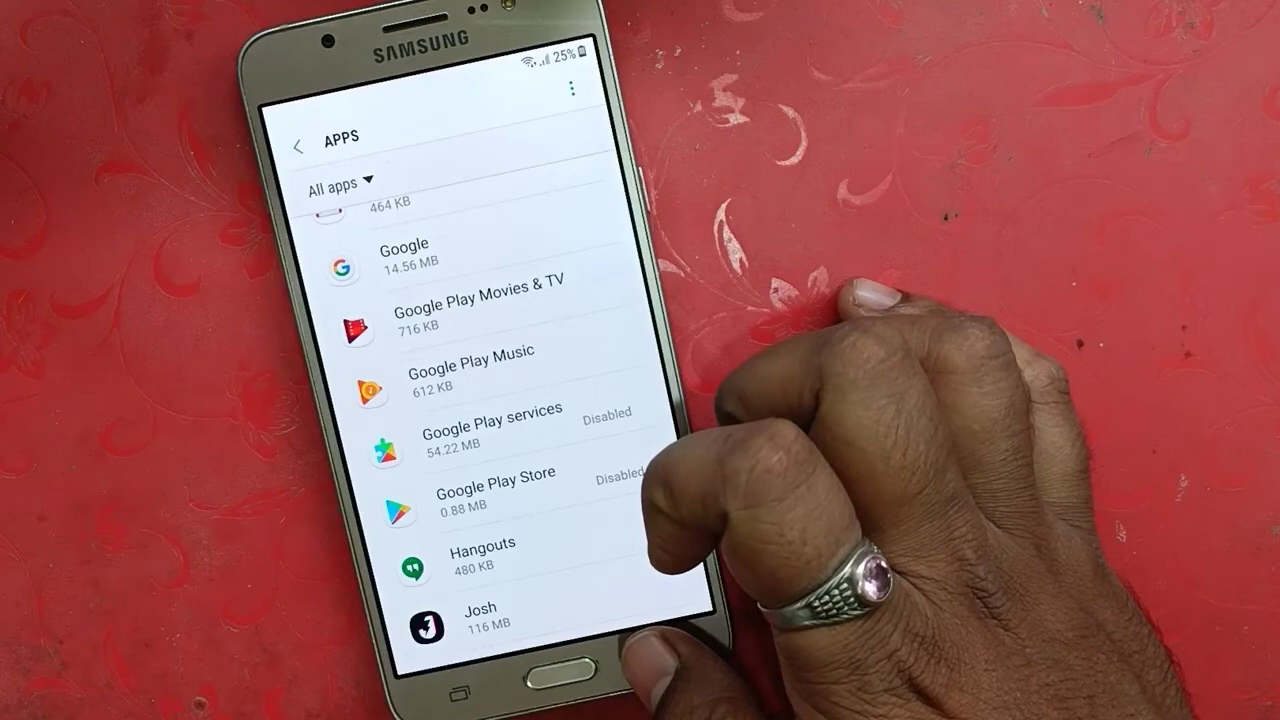 SAMSUNG
25%
APPS
All apps
464 KB
Google
14.56 MB
Google Play Movies & TV
716 KB
Google Play Music
612 KB
Google Play services
Disabled
54.22 MB
Google Play Store
Disabled
0.88 MB
Hangouts
480 KB
Josh
116 MB